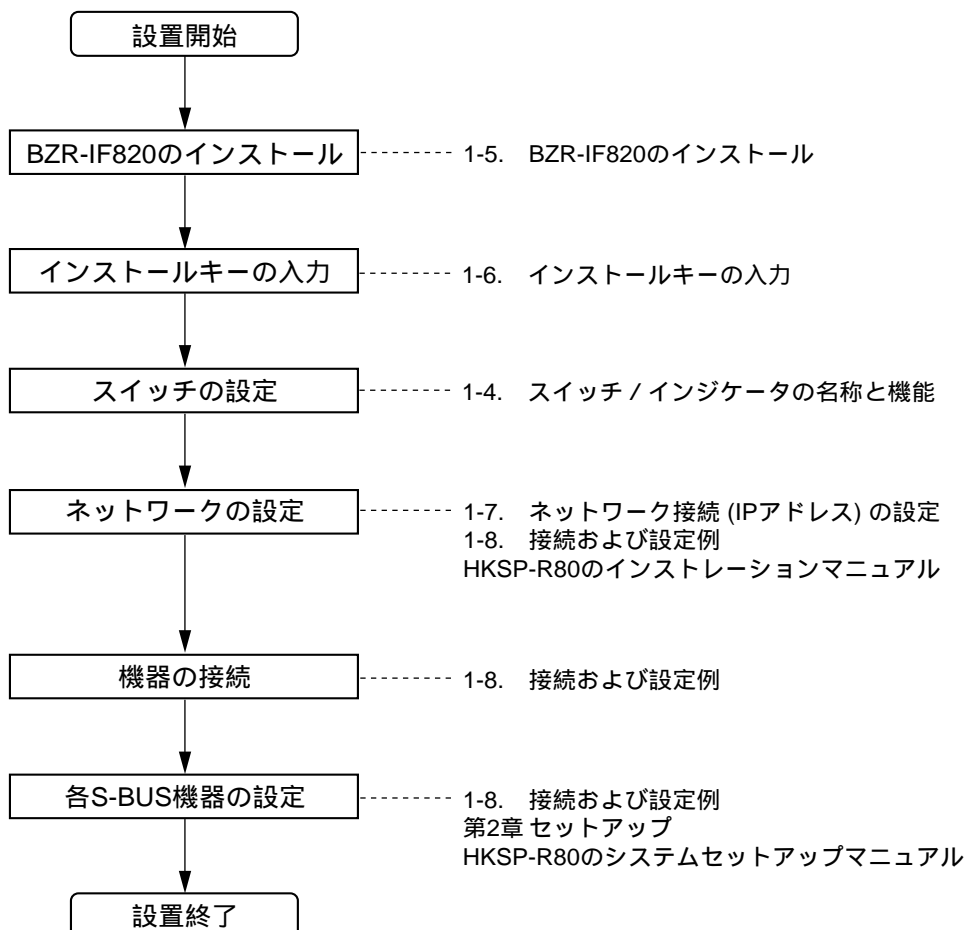 設置開始
BZR-IF820のインストール
1-5. BZR-IF820のインストール
インストールキーの入力
1-6. インストールキーの入力
スイッチの設定
1-4. スイッチ / インジケータの名称と機能
ネットワークの設定
1-7. ネットワーク接続 (IPアドレス) の設定
1-8. 接続および設定例
HKSP-R80のインストレーションマニュアル
機器の接続
1-8. 接続および設定例
各S-BUS機器の設定
1-8. 接続および設定例
第2章 セットアップ
HKSP-R80のシステムセットアップマニュアル
設置終了